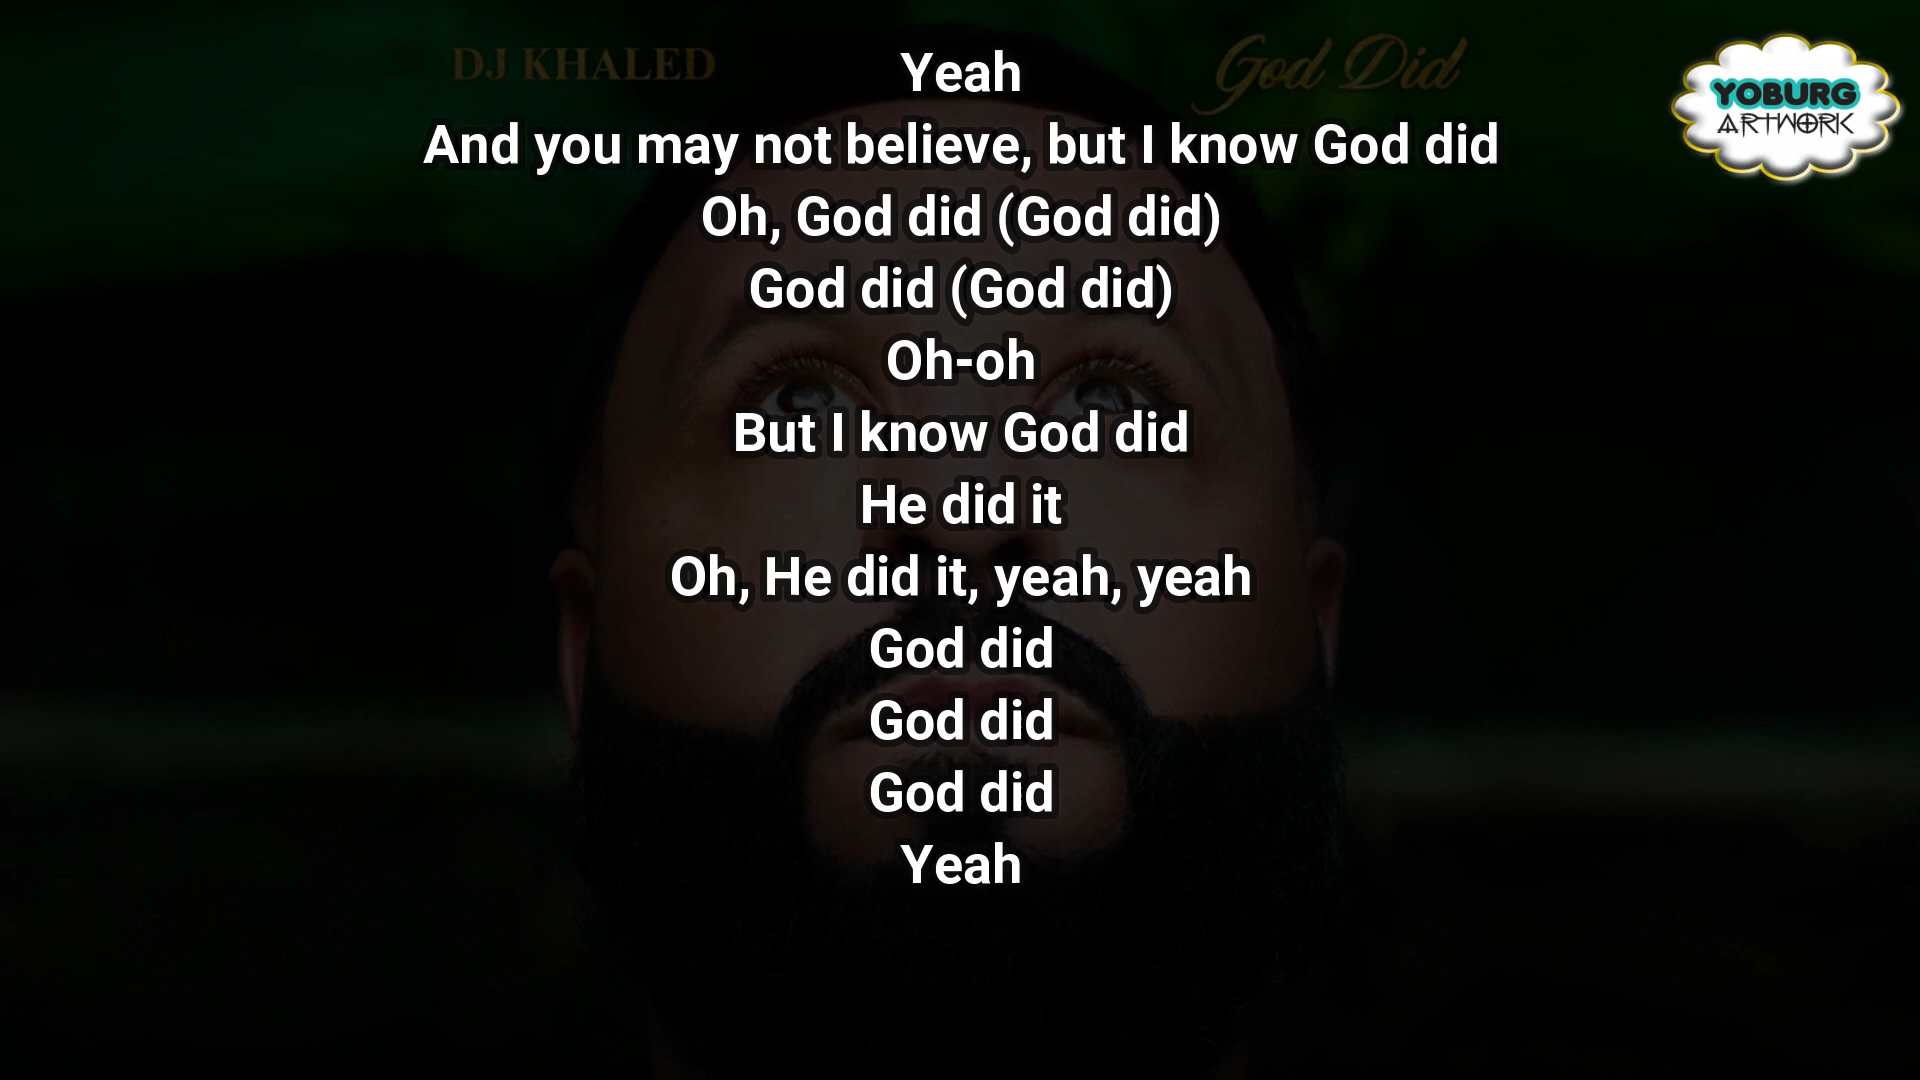 DJ KHALED
God Did
YOBURG
ARTWORK
Yeah
And you may not believe, but I know God did
Oh, God did (God did)
God did (God did)
Oh-oh
But I know God did
He did it
Oh, He did it, yeah, yeah
God did
God did
God did
Yeah